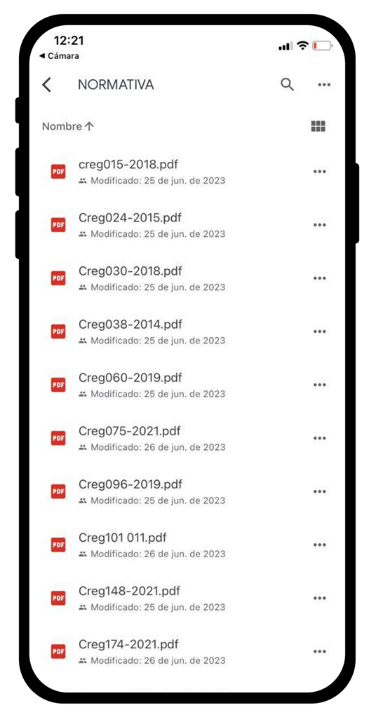 12:21
◀ Cámara
NORMATIVA
Nombre ↑
creg015-2018.pdf
PDF
Modificado: 25 de jun. de 2023
Creg024-2015.pdf
PDF
Modificado: 25 de jun. de 2023
Creg030-2018.pdf
PDF
Modificado: 25 de jun. de 2023
Creg038-2014.pdf
PDF
Modificado: 25 de jun. de 2023
Creg060-2019.pdf
PDF
Modificado: 25 de jun. de 2023
Creg075-2021.pdf
PDF
Modificado: 26 de jun. de 2023
Creg096-2019.pdf
PDF
Modificado: 25 de jun. de 2023
Creg101 011.pdf
PDF
Modificado: 26 de jun. de 2023
Creg148-2021.pdf
PDF
Modificado: 25 de jun. de 2023
Creg174-2021.pdf
PDF
Modificado: 26 de jun. de 2023